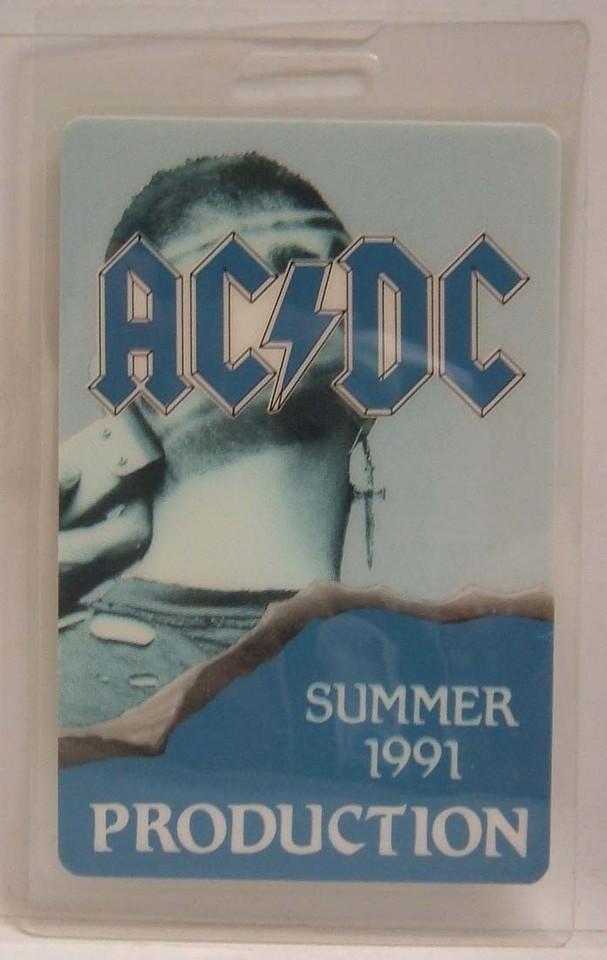 AC⚡DC
SUMMER
1991
PRODUCTION